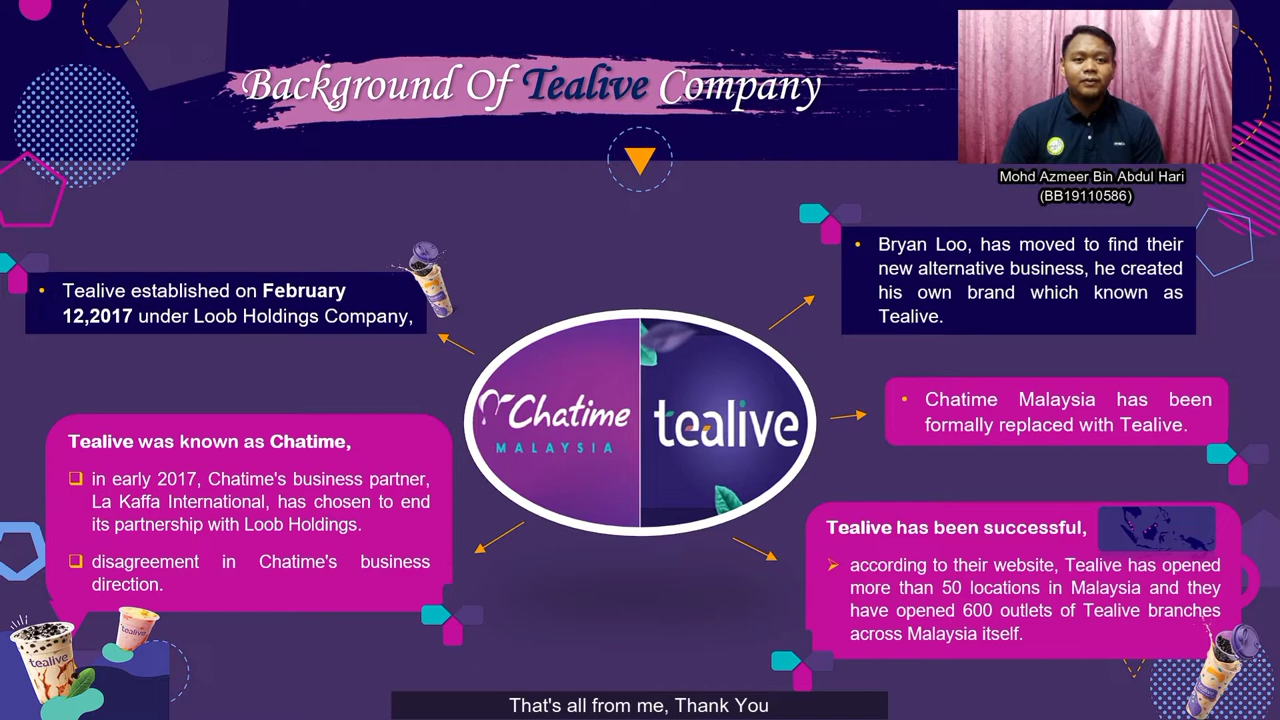 Background Of Tealive Company
Mohd Azmeer Bin Abdul Hari
(BB19110586)
• Tealive established on February
12,2017 under Loob Holdings Company,
• Bryan Loo, has moved to find their
new alternative business, he created
his own brand which known as
Tealive.
Chatime
MALAYSIA
tealive
• Chatime Malaysia has been
formally replaced with Tealive.
Tealive was known as Chatime,
❑ in early 2017, Chatime's business partner,
La Kaffa International, has chosen to end
its partnership with Loob Holdings.
❑ disagreement in Chatime's business
direction.
Tealive has been successful,
➢ according to their website, Tealive has opened
more than 50 locations in Malaysia and they
have opened 600 outlets of Tealive branches
across Malaysia itself.
tealive
tealive
That's all from me, Thank You